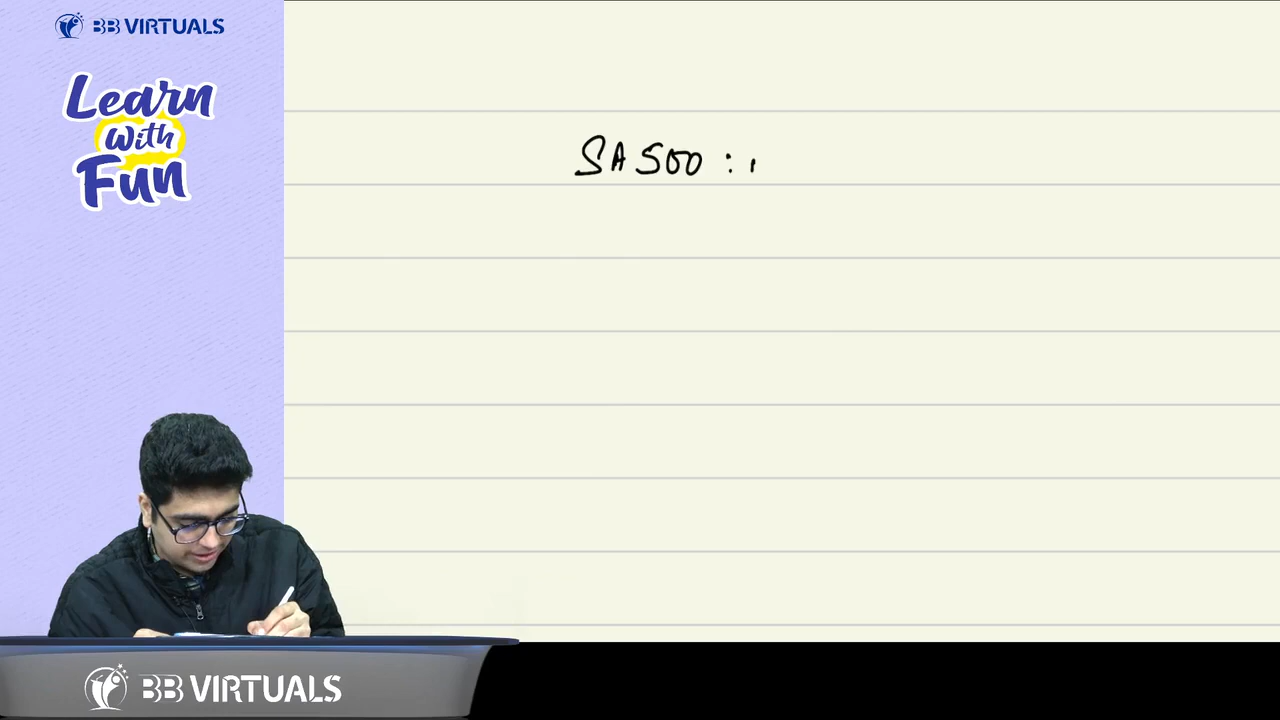 BB VIRTUALS
Learn
with
Fun
SA 500 :
BB VIRTUALS